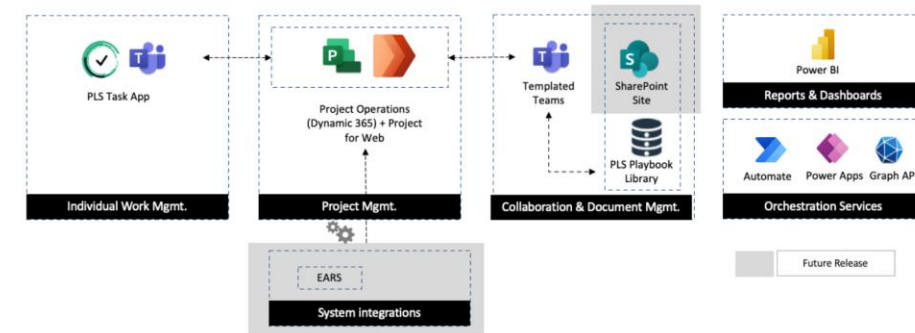 PLS Task App
Individual Work Mgmt.
Project Operations
(Dynamic 365) + Project
for Web
Project Mgmt.
EARS
System integrations
Templated
Teams
SharePoint
Site
PLS Playbook
Library
Collaboration & Document Mgmt.
Power BI
Reports & Dashboards
Automate Power Apps Graph AP
Orchestration Services
Future Release